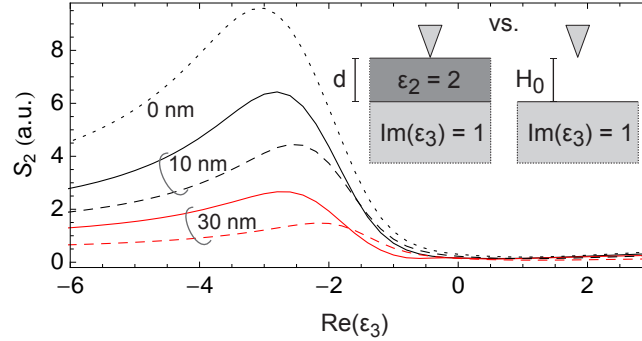 vs.
8
6
4
2
0
S₂ (a.u.)
0 nm
10 nm
30 nm
d
ε₂ = 2
Im(ε₃) = 1
H₀
Im(ε₃) = 1
−6
−4
−2
0
2
Re(ε₃)